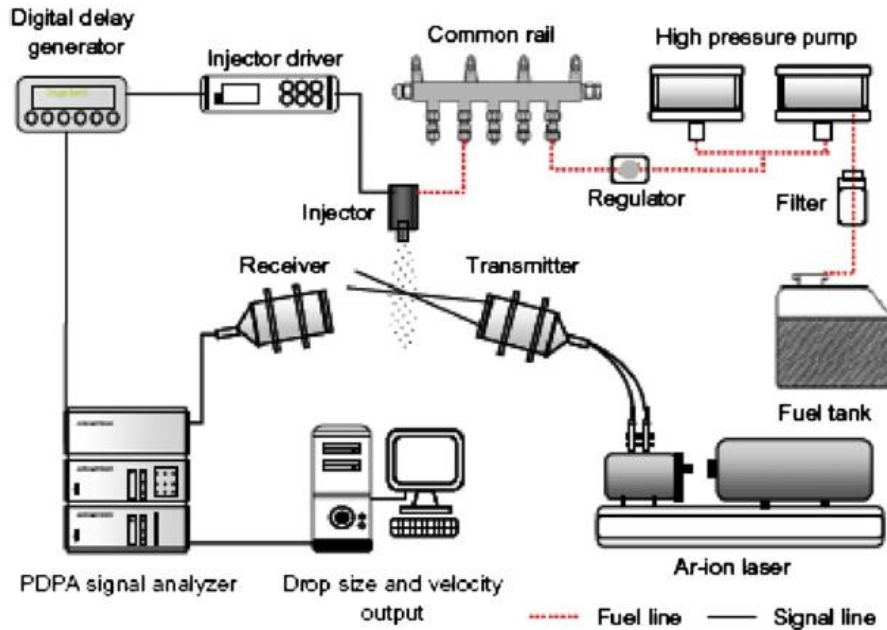 Digital delay
generator
Injector driver
Common rail
High pressure pump
Injector
Regulator
Filter
Receiver
Transmitter
Fuel tank
Ar-ion laser
PDPA signal analyzer
Drop size and velocity
output
Fuel line
Signal line